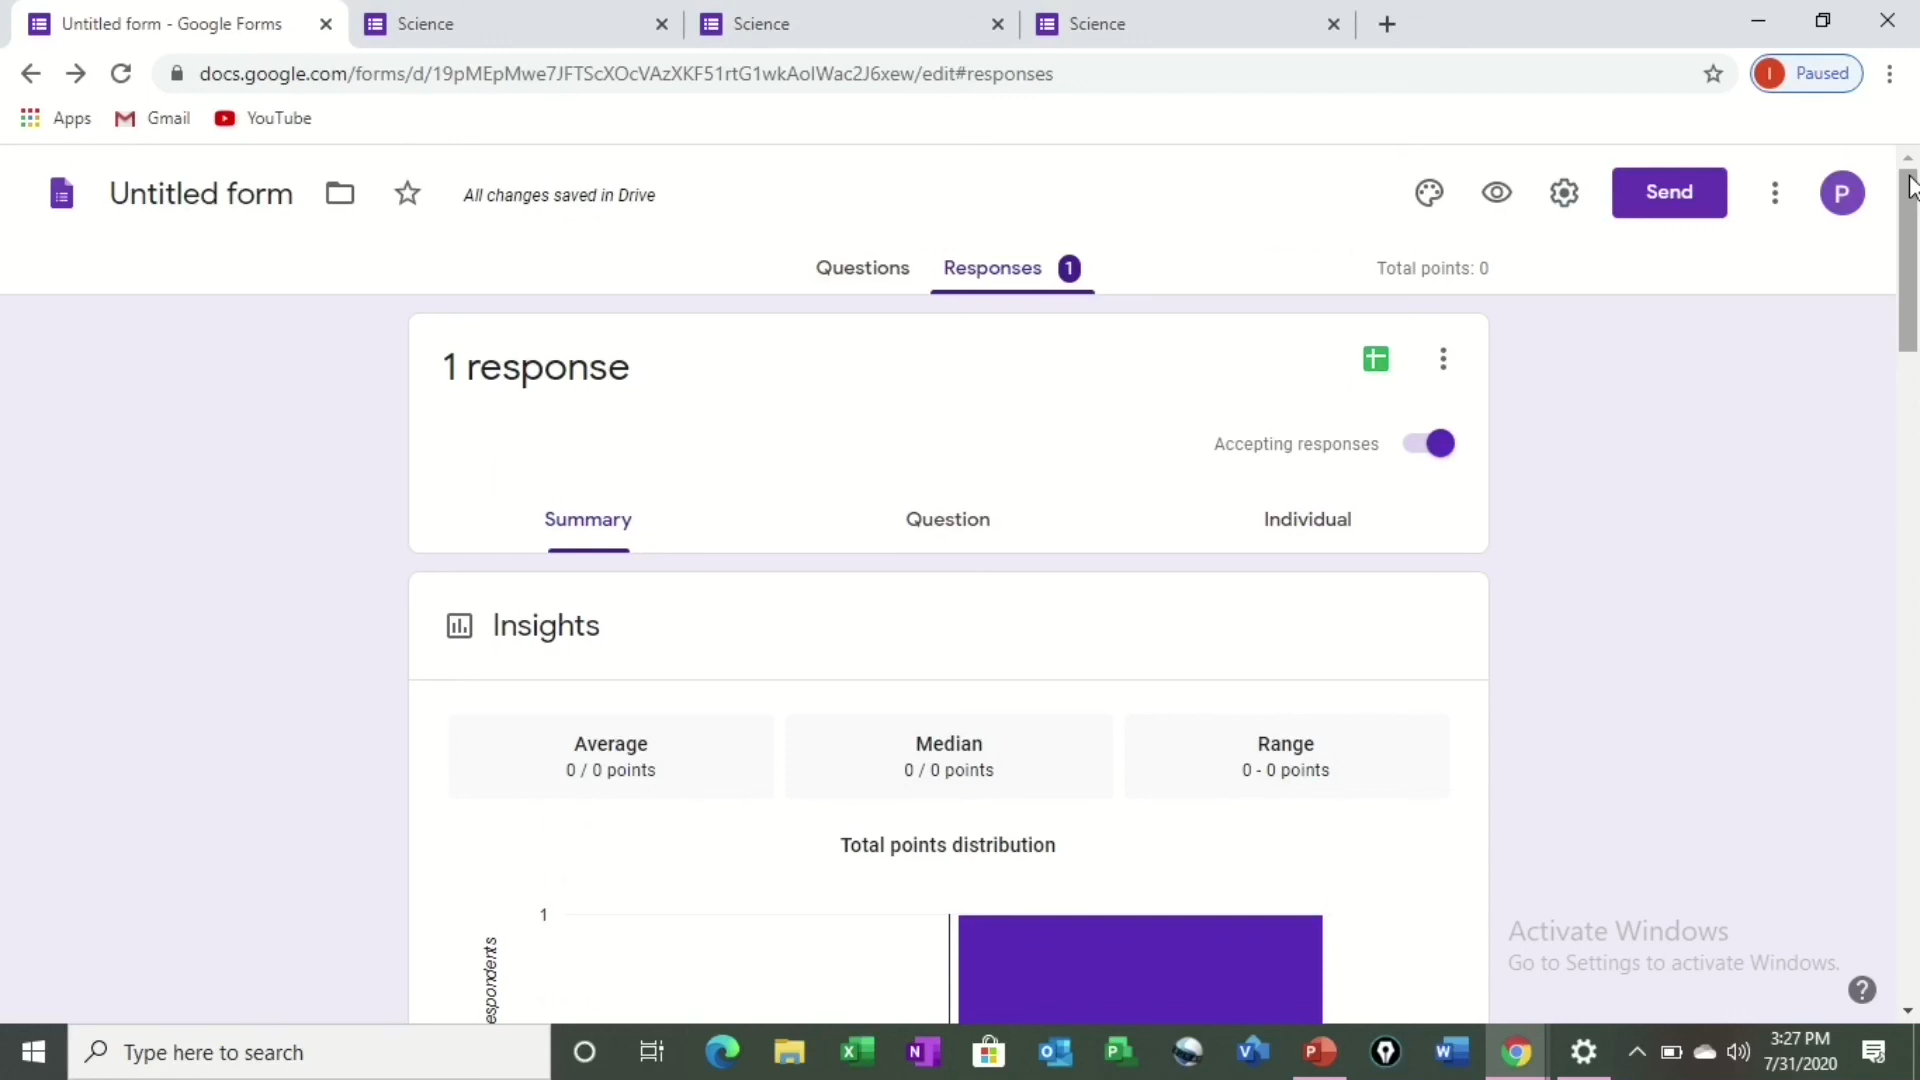 Untitled form - Google Forms
Science
Science
Science
docs.google.com/forms/d/19pMEpMwe7JFTScXOcVAzXKF51rtG1wkAolWac2J6xew/edit#responses
I
Paused
Apps
Gmail
YouTube
Untitled form
All changes saved in Drive
Send
P
Questions
Responses
1
Total points: 0
1 response
Accepting responses
Summary
Question
Individual
Insights
Average
0 / 0 points
Median
0 / 0 points
Range
0 - 0 points
Total points distribution
1
espondents
Activate Windows
Go to Settings to activate Windows.
Type here to search
3:27 PM
7/31/2020